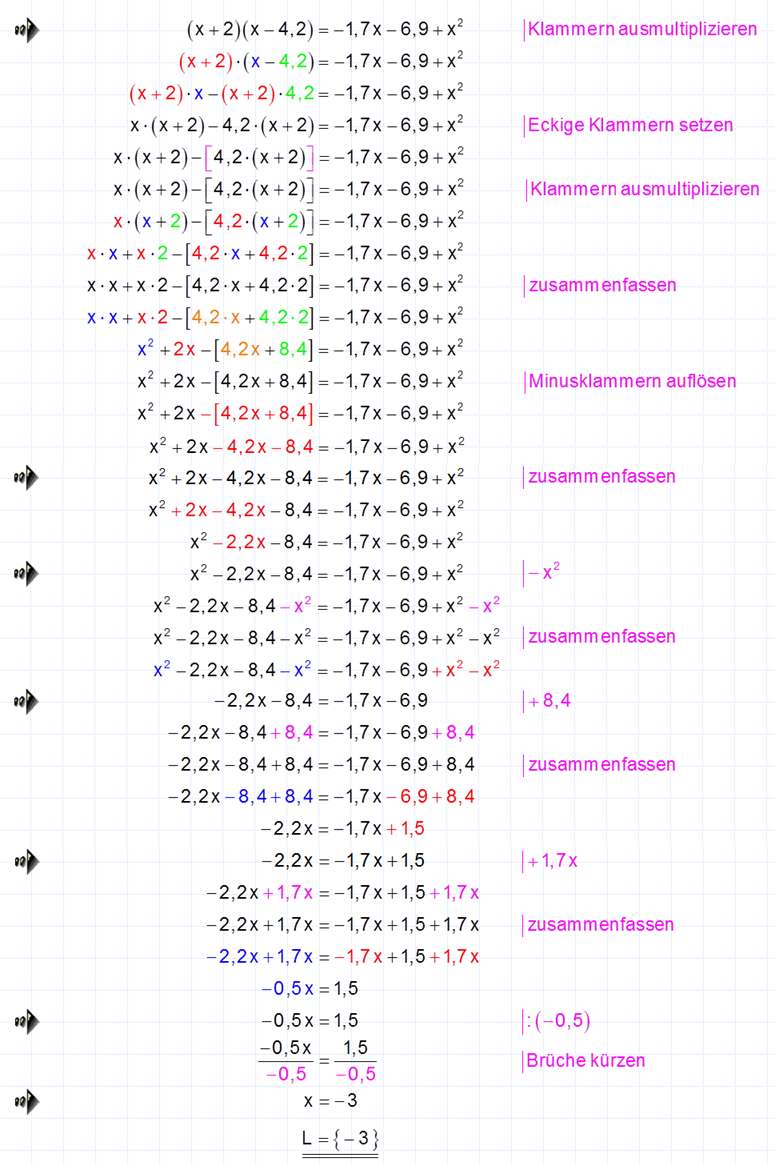 (x+2)(x−4,2)=−1,7x−6,9+x² |Klammern ausmultiplizieren
(x+2)·(x−4,2)=−1,7x−6,9+x²
(x+2)·x−(x+2)·4,2=−1,7x−6,9+x²
x·(x+2)−4,2·(x+2)=−1,7x−6,9+x² |Eckige Klammern setzen
x·(x+2)−[4,2·(x+2)]=−1,7x−6,9+x²
x·(x+2)−[4,2·(x+2)]=−1,7x−6,9+x² |Klammern ausmultiplizieren
x·(x+2)−[4,2·(x+2)]=−1,7x−6,9+x²
x·x+x·2−[4,2·x+4,2·2]=−1,7x−6,9+x²
x·x+x·2−[4,2·x+4,2·2]=−1,7x−6,9+x² |zusammenfassen
x·x+x·2−[4,2·x+4,2·2]=−1,7x−6,9+x²
x²+2x−[4,2x+8,4]=−1,7x−6,9+x²
x²+2x−[4,2x+8,4]=−1,7x−6,9+x² |Minusklammern auflösen
x²+2x−[4,2x+8,4]=−1,7x−6,9+x²
x²+2x−4,2x−8,4=−1,7x−6,9+x²
x²+2x−4,2x−8,4=−1,7x−6,9+x² |zusammenfassen
x²+2x−4,2x−8,4=−1,7x−6,9+x²
x²−2,2x−8,4=−1,7x−6,9+x²
x²−2,2x−8,4=−1,7x−6,9+x² |−x²
x²−2,2x−8,4−x²=−1,7x−6,9+x²−x²
x²−2,2x−8,4−x²=−1,7x−6,9+x²−x² |zusammenfassen
x²−2,2x−8,4−x²=−1,7x−6,9+x²−x²
−2,2x−8,4=−1,7x−6,9 |+8,4
−2,2x−8,4+8,4=−1,7x−6,9+8,4
−2,2x−8,4+8,4=−1,7x−6,9+8,4 |zusammenfassen
−2,2x−8,4+8,4=−1,7x−6,9+8,4
−2,2x=−1,7x+1,5
−2,2x=−1,7x+1,5 |+1,7x
−2,2x+1,7x=−1,7x+1,5+1,7x
−2,2x+1,7x=−1,7x+1,5+1,7x |zusammenfassen
−2,2x+1,7x=−1,7x+1,5+1,7x
−0,5x=1,5
−0,5x=1,5 |:(−0,5)
−0,5x/−0,5=1,5/−0,5 |Brüche kürzen
x=−3
L={−3}